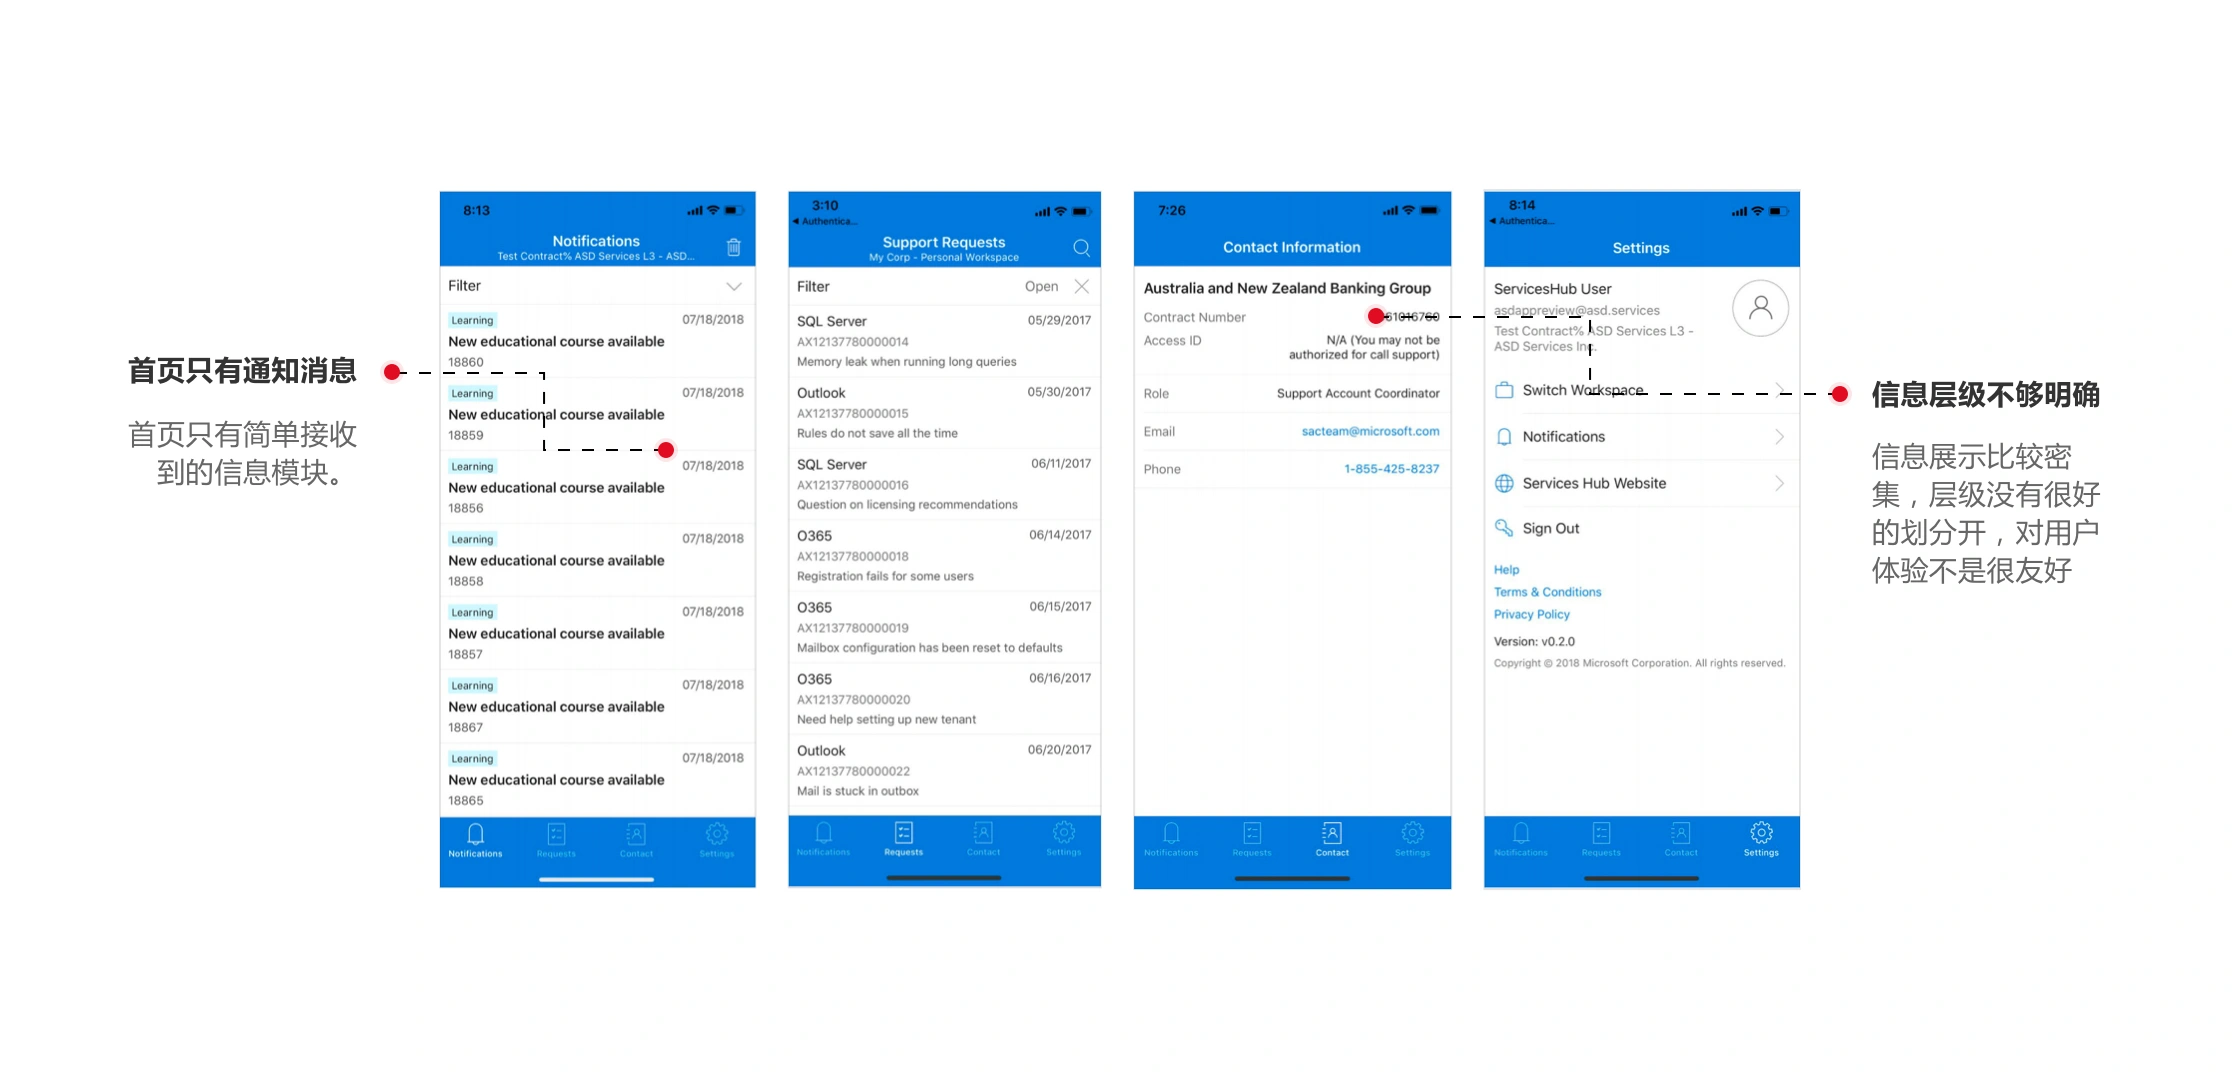 首页只有通知消息
首页只有简单接收
到的信息模块。
8:13
Notifications
Test Contract% ASD Services L3 - ASD...
Filter
Learning
07/18/2018
New educational course available
18860
Learning
07/18/2018
New educational course available
18859
Learning
07/18/2018
New educational course available
18856
Learning
07/18/2018
New educational course available
18858
Learning
07/18/2018
New educational course available
18857
Learning
07/18/2018
New educational course available
18867
Learning
07/18/2018
New educational course available
18865
Notifications
Requests
Contact
Settings
3:10
Authentica...
Support Requests
My Corp - Personal Workspace
Filter
Open
SQL Server
05/29/2017
AX12137780000014
Memory leak when running long queries
Outlook
05/30/2017
AX12137780000015
Rules do not save all the time
SQL Server
06/11/2017
AX12137780000016
Question on licensing recommendations
O365
06/14/2017
AX12137780000018
Registration fails for some users
O365
06/15/2017
AX12137780000019
Mailbox configuration has been reset to defaults
O365
06/16/2017
AX12137780000020
Need help setting up new tenant
Outlook
06/20/2017
AX12137780000022
Mail is stuck in outbox
Notifications
Requests
Contact
Settings
7:26
Contact Information
Australia and New Zealand Banking Group
Contract Number
Access ID
N/A (You may not be
authorized for call support)
Role
Support Account Coordinator
Email
sacteam@microsoft.com
Phone
1-855-425-8237
Notifications
Requests
Contact
Settings
8:14
Authentica...
Settings
ServicesHub User
asdappreview@asd.services
Test Contract% ASD Services L3 -
ASD Services Inc.
Switch Workspace
Notifications
Services Hub Website
Sign Out
Help
Terms & Conditions
Privacy Policy
Version: v0.2.0
Copyright © 2018 Microsoft Corporation. All rights reserved.
Notifications
Requests
Contact
Settings
信息层级不够明确
信息展示比较密
集，层级没有很好
的划分开，对用户
体验不是很友好